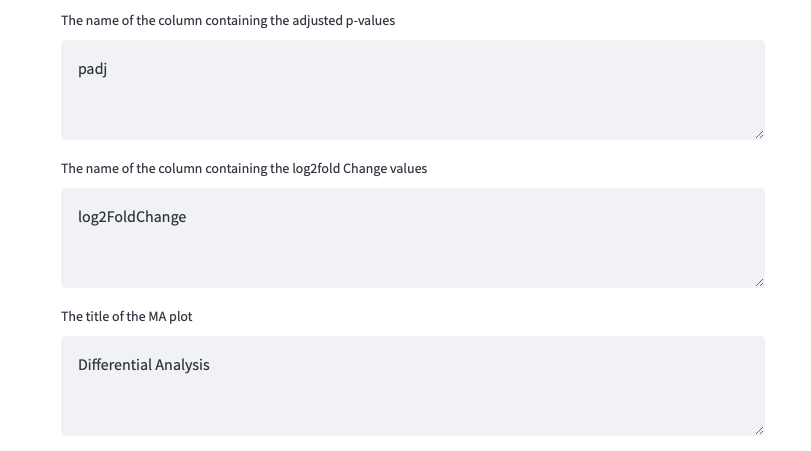 The name of the column containing the adjusted p-values
padj
The name of the column containing the log2fold Change values
log2FoldChange
The title of the MA plot
Differential Analysis